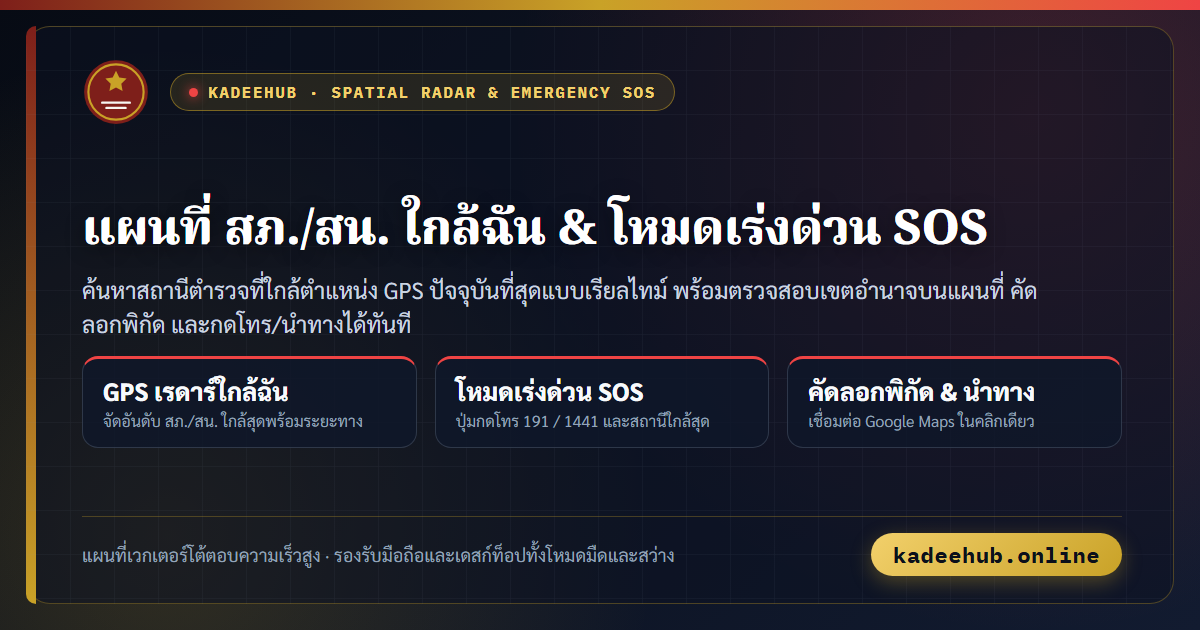 KADEEHUB · SPATIAL RADAR & EMERGENCY SOS
แผนที่ สภ./สน. ใกล้ฉัน & โหมดเร่งด่วน SOS
ค้นหาสถานีตำรวจที่ใกล้ตำแหน่ง GPS ปัจจุบันที่สุดแบบเรียลไทม์ พร้อมตรวจสอบเขตอำนาจบนแผนที่ คัด
ลอกพิกัด และกดโทร/นำทางได้ทันที
GPS เรดาร์ใกล้ฉัน
จัดอันดับ สภ./สน. ใกล้สุดพร้อมระยะทาง
โหมดเร่งด่วน SOS
ปุ่มกดโทร 191 / 1441 และสถานีใกล้สุด
คัดลอกพิกัด & นำทาง
เชื่อมต่อ Google Maps ในคลิกเดียว
แผนที่เวกเตอร์โต้ตอบความเร็วสูง · รองรับมือถือและเดสก์ท็อปทั้งโหมดมืดและสว่าง
kadeehub.online